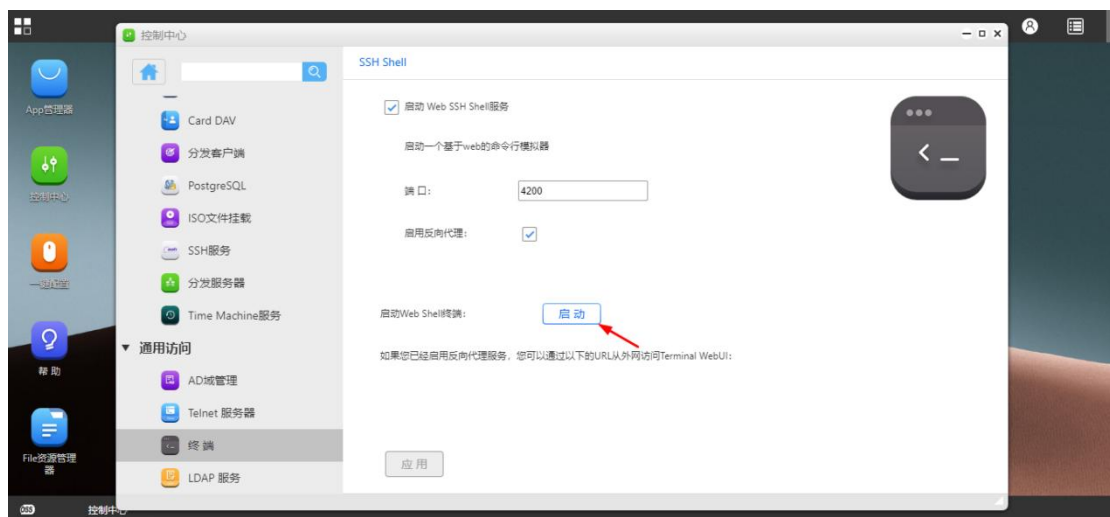 控制中心
App管理器
控制中心
帮 助
File资源管理
器
Card DAV
分发客户端
PostgreSQL
ISO文件挂载
SSH服务
分发服务器
Time Machine服务
通用访问
AD域管理
Telnet 服务器
终 端
LDAP 服务
SSH Shell
启动 Web SSH Shell服务
启动一个基于web的命令行模拟器
端 口：
4200
启用反向代理：
启动Web Shell终端：
启 动
如果您已经启用反向代理服务，您可以通过以下的URL从外网访问Terminal WebUI：
应 用
控制中心